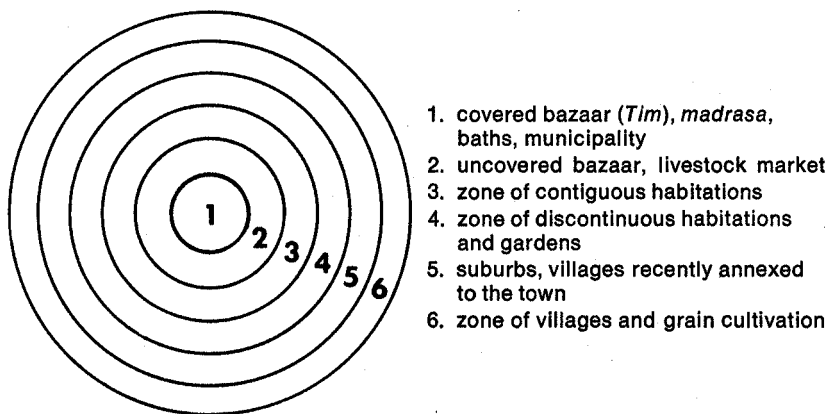 1
2
3
4
5
6
1. covered bazaar (Tim), madrasa,
baths, municipality
2. uncovered bazaar, livestock market
3. zone of contiguous habitations
4. zone of discontinuous habitations
and gardens
5. suburbs, villages recently annexed
to the town
6. zone of villages and grain cultivation